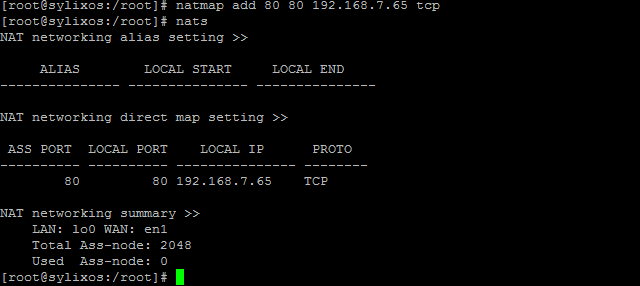 [root@sylixos:/root]# natmap add 80 80 192.168.7.65 tcp
[root@sylixos:/root]# nats
NAT networking alias setting >>
ALIAS LOCAL START LOCAL END
--------------- --------------- ---------------
NAT networking direct map setting >>
ASS PORT LOCAL PORT LOCAL IP PROTO
---------- ---------- --------------- --------
80 80 192.168.7.65 TCP
NAT networking summary >>
LAN: lo0 WAN: en1
Total Ass-node: 2048
Used Ass-node: 0
[root@sylixos:/root]#